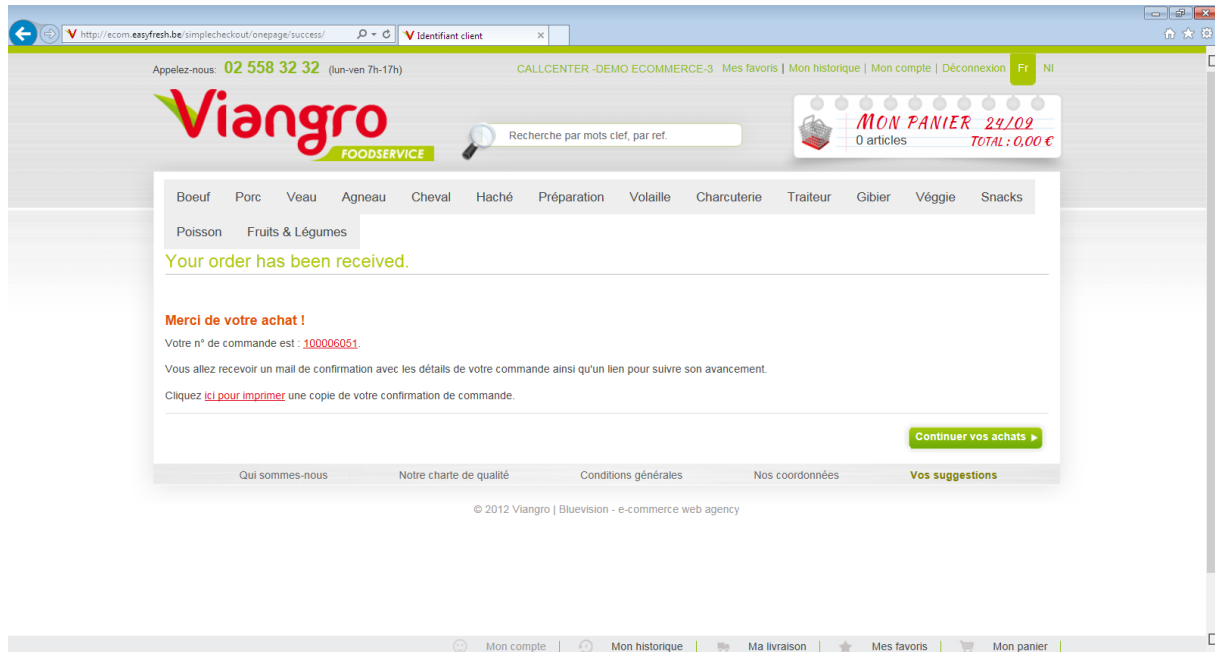 http://ecom.easyfresh.be/simplecheckout/onepage/success/
Identifiant client
Appelez-nous: 02 558 32 32 (lun-ven 7h-17h)
CALLCENTER -DEMO ECOMMERCE-3 Mes favoris | Mon historique | Mon compte | Déconnexion Fr Nl
Viangro
FOODSERVICE
Recherche par mots clef, par ref.
MON PANIER 24/09
0 articles TOTAL : 0,00 €
Boeuf Porc Veau Agneau Cheval Haché Préparation Volaille Charcuterie Traiteur Gibier Véggie Snacks
Poisson Fruits & Légumes
Your order has been received.
Merci de votre achat !
Votre n° de commande est : 100006051.
Vous allez recevoir un mail de confirmation avec les détails de votre commande ainsi qu'un lien pour suivre son avancement.
Cliquez ici pour imprimer une copie de votre confirmation de commande.
Continuer vos achats
Qui sommes-nous Notre charte de qualité Conditions générales Nos coordonnées Vos suggestions
© 2012 Viangro | Bluevision - e-commerce web agency
Mon compte | Mon historique | Ma livraison | Mes favoris | Mon panier |